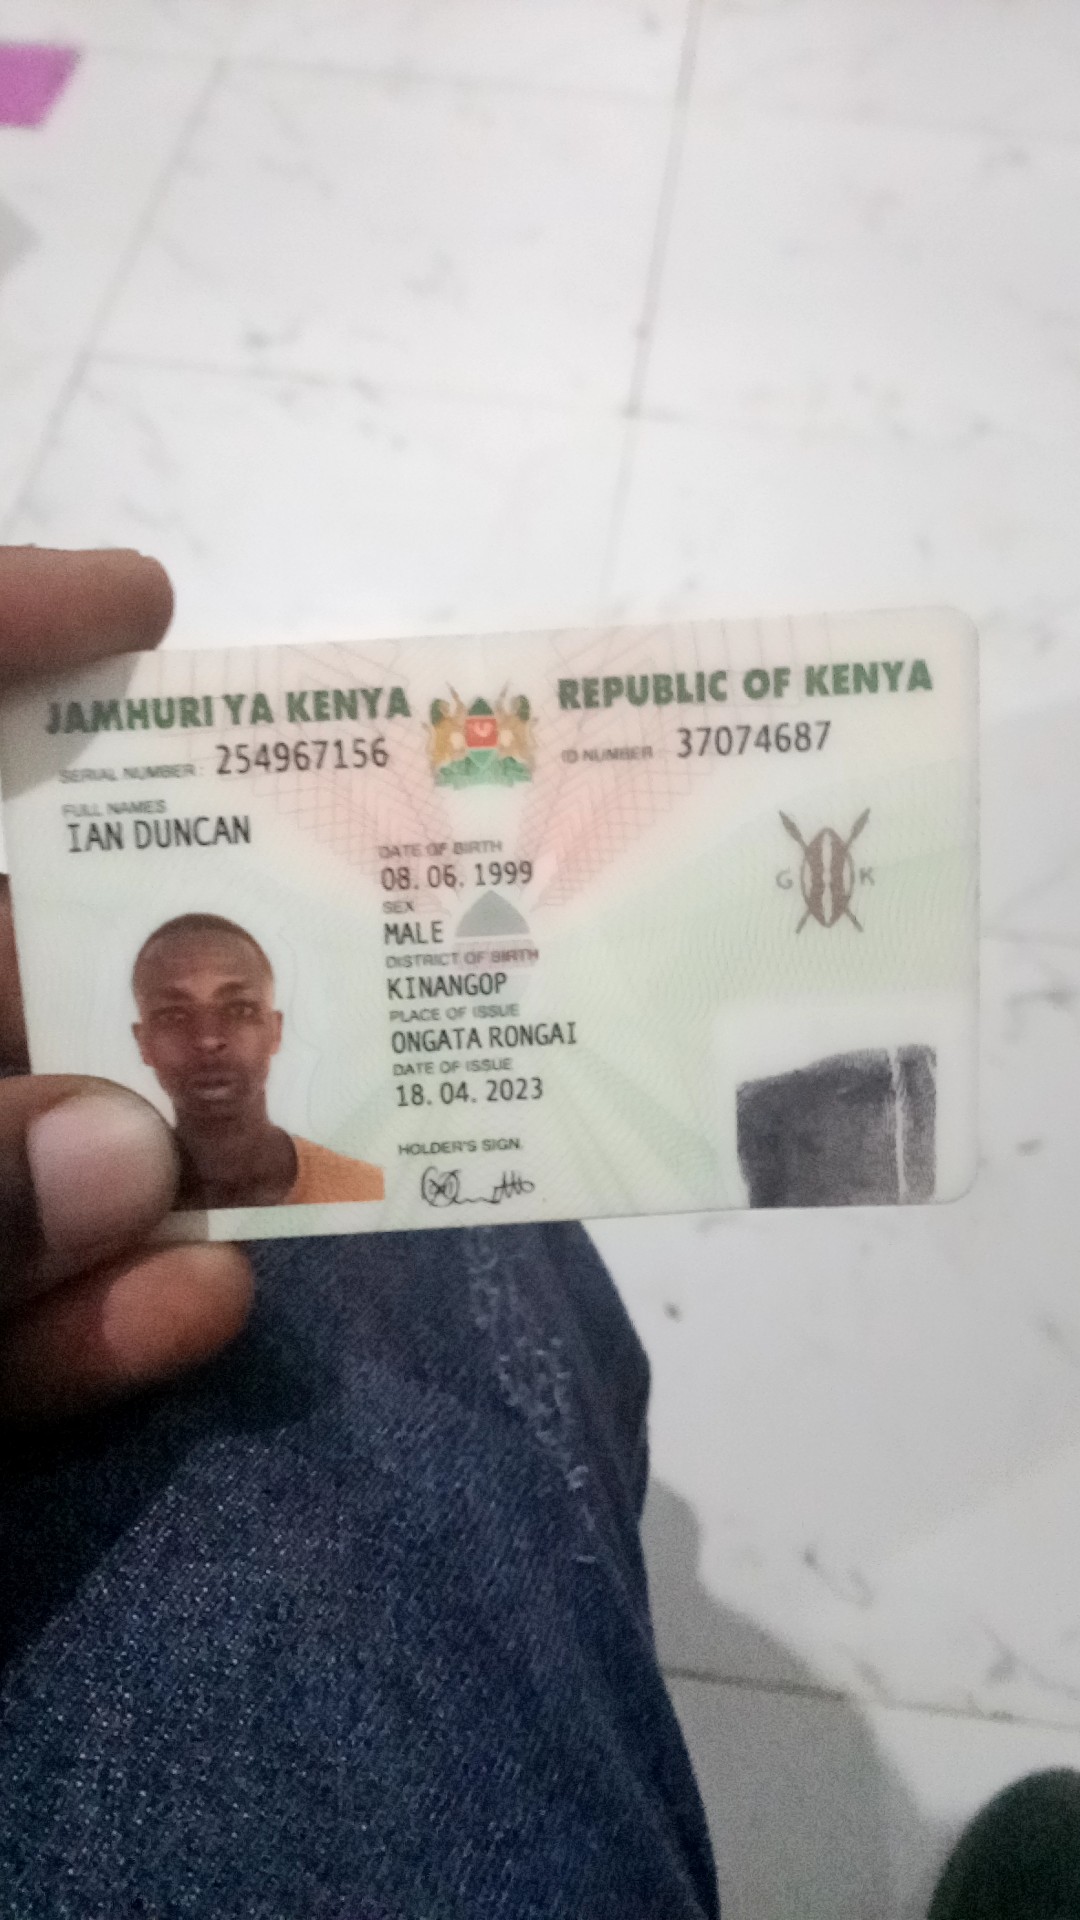 JAMHURI YA KENYA
REPUBLIC OF KENYA
SERIAL NUMBER: 254967156
ID NUMBER: 37074687
FULL NAMES
IAN DUNCAN
DATE OF BIRTH
08. 06. 1999
SEX
MALE
DISTRICT OF BIRTH
KINANGOP
PLACE OF ISSUE
ONGATA RONGAI
DATE OF ISSUE
18. 04. 2023
HOLDER'S SIGN.
G K